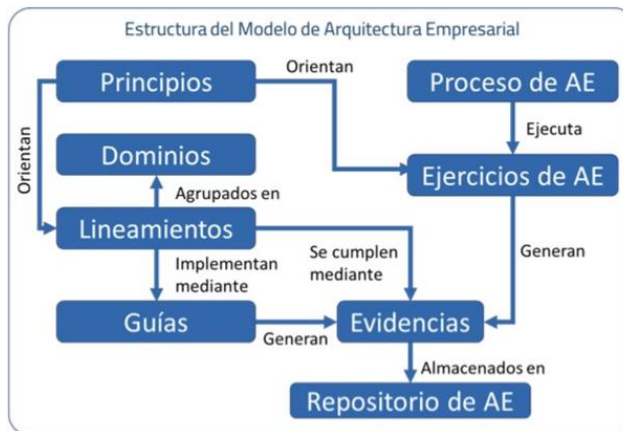 Estructura del Modelo de Arquitectura Empresarial
Principios
Orientan
Proceso de AE
Orientan
Ejecuta
Dominios
Ejercicios de AE
Agrupados en
Lineamientos
Implementan
mediante
Se cumplen
mediante
Generan
Guías
Generan
Evidencias
Almacenados en
Repositorio de AE